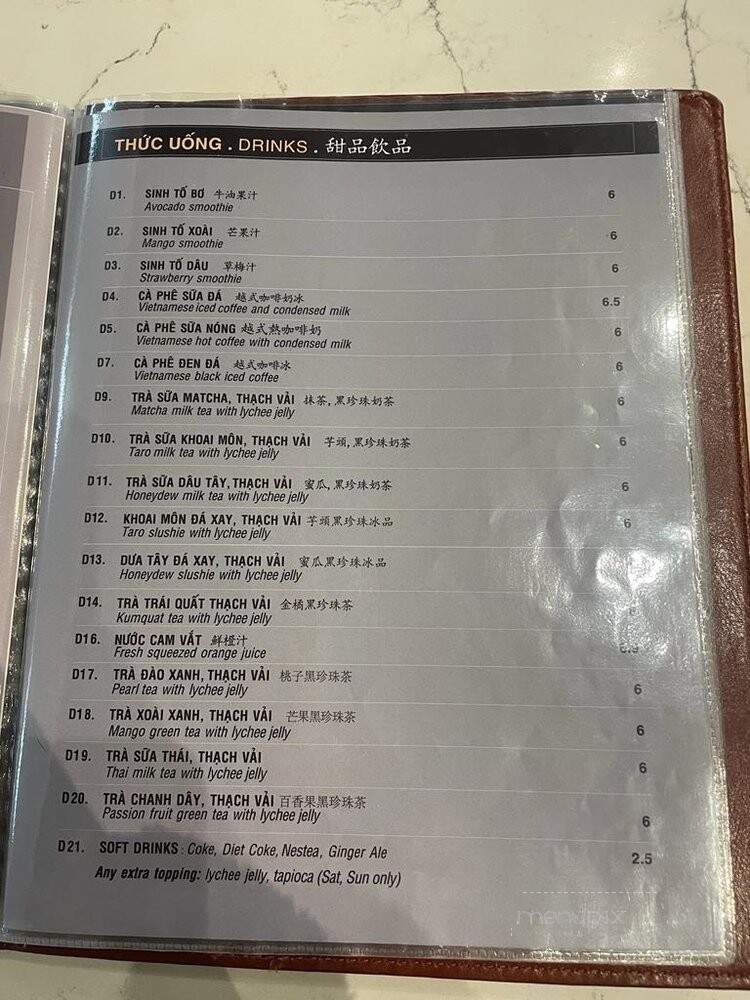 THỨC UỐNG . DRINKS . 甜品飲品
D1. SINH TỐ BƠ 牛油果汁 6
Avocado smoothie
D2. SINH TỐ XOÀI 芒果汁 6
Mango smoothie
D3. SINH TỐ DÂU 草梅汁 6
Strawberry smoothie
D4. CÀ PHÊ SỮA ĐÁ 越式咖啡奶冰 6.5
Vietnamese iced coffee and condensed milk
D5. CÀ PHÊ SỮA NÓNG 越式熱咖啡奶 6
Vietnamese hot coffee with condensed milk
D7. CÀ PHÊ ĐEN ĐÁ 越式咖啡冰 6
Vietnamese black iced coffee
D9. TRÀ SỮA MATCHA, THẠCH VẢI 抹茶,黑珍珠奶茶 6
Matcha milk tea with lychee jelly
D10. TRÀ SỮA KHOAI MÔN, THẠCH VẢI 芋頭,黑珍珠奶茶 6
Taro milk tea with lychee jelly
D11. TRÀ SỮA DÂU TÂY, THẠCH VẢI 蜜瓜,黑珍珠奶茶 6
Honeydew milk tea with lychee jelly
D12. KHOAI MÔN ĐÁ XAY, THẠCH VẢI 芋頭黑珍珠冰品 6
Taro slushie with lychee jelly
D13. DƯA TÂY ĐÁ XAY, THẠCH VẢI 蜜瓜黑珍珠冰品
Honeydew slushie with lychee jelly
D14. TRÀ TRÁI QUẤT THẠCH VẢI 金橘黑珍珠茶
Kumquat tea with lychee jelly
D16. NƯỚC CAM VẮT 鮮橙汁
Fresh squeezed orange juice
D17. TRÀ ĐÀO XANH, THẠCH VẢI 桃子黑珍珠茶 6
Pearl tea with lychee jelly
D18. TRÀ XOÀI XANH, THẠCH VẢI 芒果黑珍珠茶 6
Mango green tea with lychee jelly
D19. TRÀ SỮA THÁI, THẠCH VẢI 6
Thai milk tea with lychee jelly
D20. TRÀ CHANH DÂY, THẠCH VẢI 百香果黑珍珠茶 6
Passion fruit green tea with lychee jelly
D21. SOFT DRINKS : Coke, Diet Coke, Nestea, Ginger Ale 2.5
Any extra topping: lychee jelly, tapioca (Sat, Sun only)
menupix